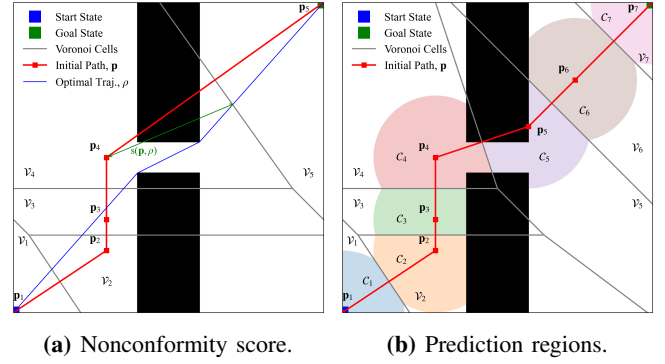 Start State
Goal State
Voronoi Cells
Initial Path, p
Optimal Traj., ρ
p5
p4
s(p, ρ)
V4
V5
V3
p3
V1
p2
V2
p1
(a) Nonconformity score.
Start State
Goal State
Voronoi Cells
Initial Path, p
C7
p7
V7
p6
C6
p5
V6
p4
C4
C5
V4
V5
V3
p3
C3
V1
p2
C2
C1
V2
p1
(b) Prediction regions.